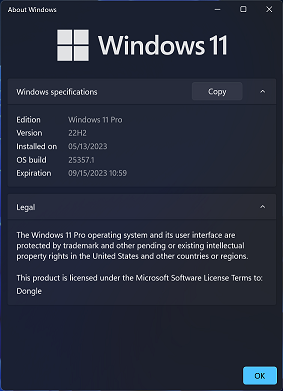 About Windows
Windows 11
Windows specifications
Copy
Edition Windows 11 Pro
Version 22H2
Installed on 05/13/2023
OS build 25357.1
Expiration 09/15/2023 10:59
Legal
The Windows 11 Pro operating system and its user interface are
protected by trademark and other pending or existing intellectual
property rights in the United States and other countries or regions.
This product is licensed under the Microsoft Software License Terms to:
Dongle
OK